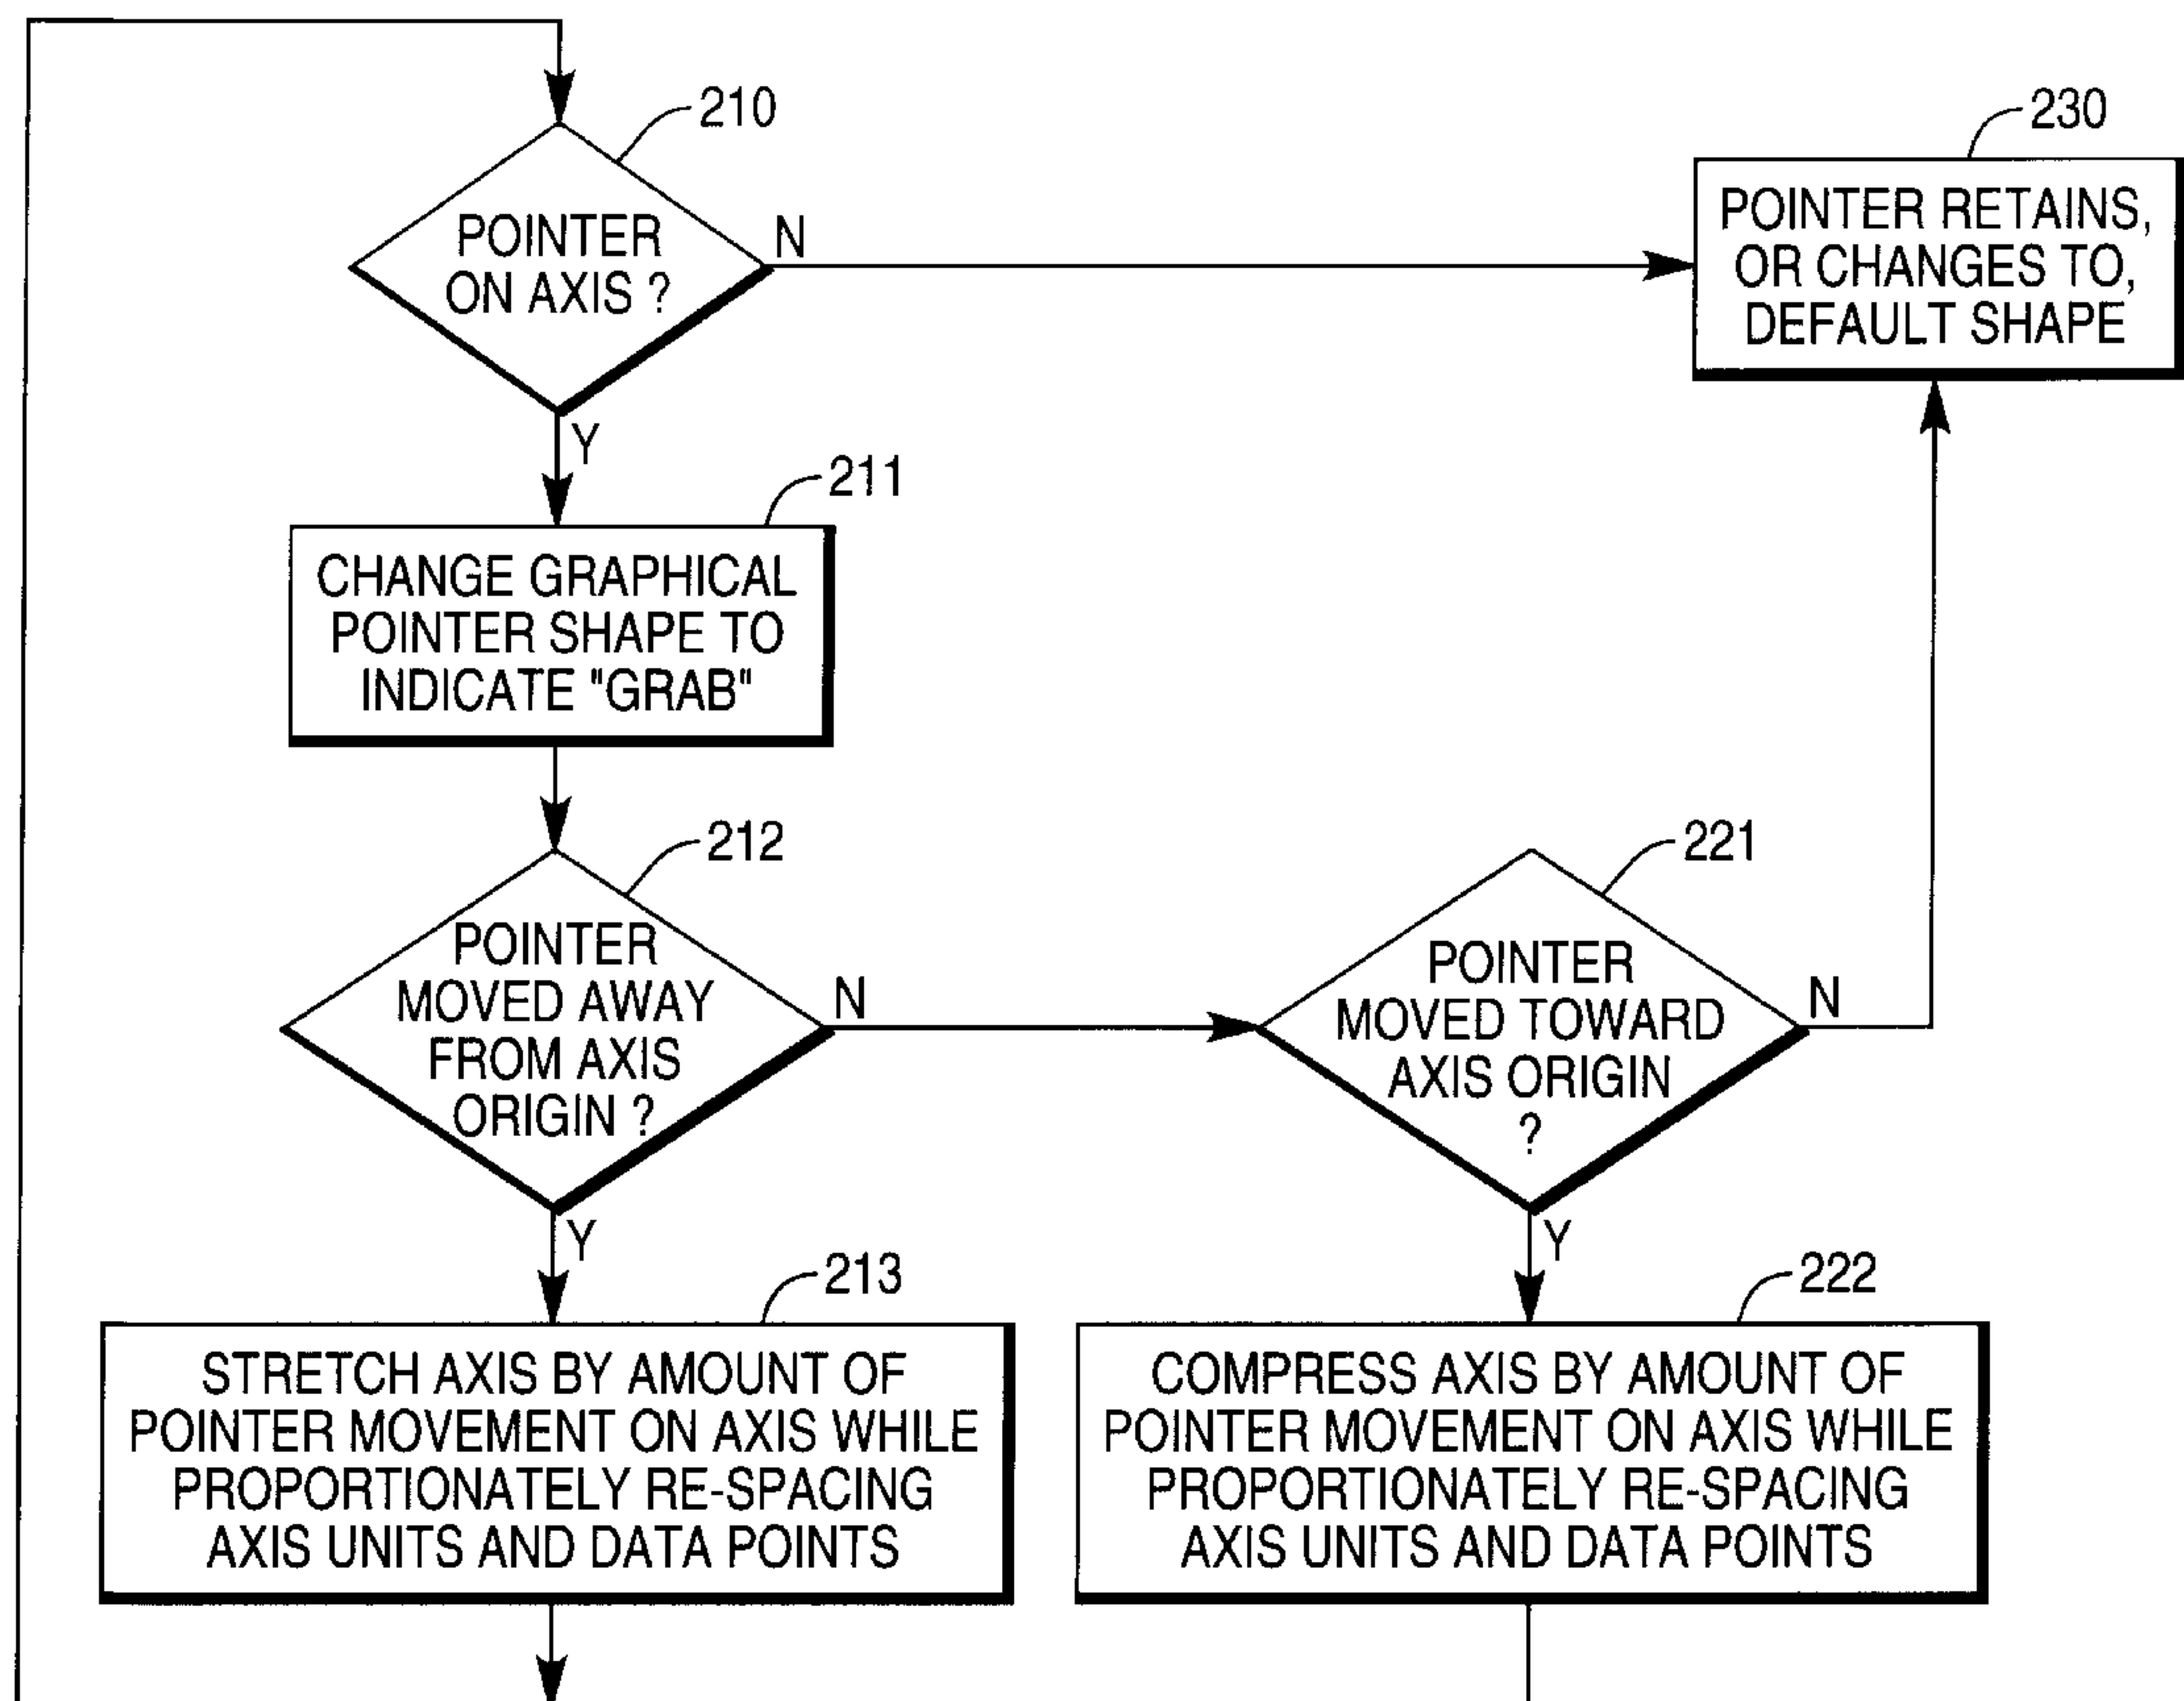 210
POINTER
ON AXIS ?
N
Y
230
POINTER RETAINS,
OR CHANGES TO,
DEFAULT SHAPE
211
CHANGE GRAPHICAL
POINTER SHAPE TO
INDICATE "GRAB"
212
POINTER
MOVED AWAY
FROM AXIS
ORIGIN ?
N
Y
221
POINTER
MOVED TOWARD
AXIS ORIGIN
?
N
Y
213
STRETCH AXIS BY AMOUNT OF
POINTER MOVEMENT ON AXIS WHILE
PROPORTIONATELY RE-SPACING
AXIS UNITS AND DATA POINTS
222
COMPRESS AXIS BY AMOUNT OF
POINTER MOVEMENT ON AXIS WHILE
PROPORTIONATELY RE-SPACING
AXIS UNITS AND DATA POINTS